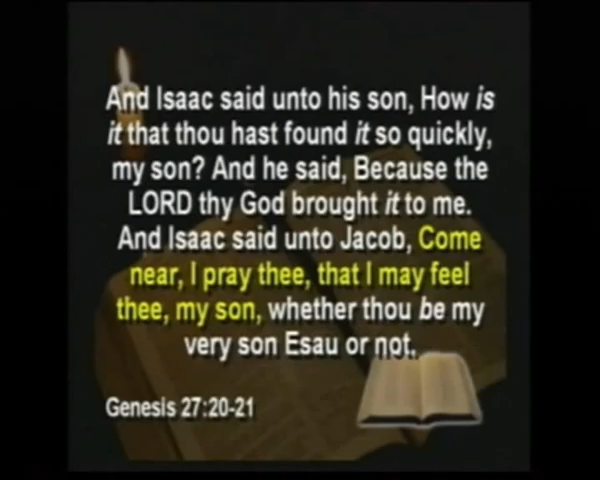 And Isaac said unto his son, How is
it that thou hast found it so quickly,
my son? And he said, Because the
LORD thy God brought it to me.
And Isaac said unto Jacob, Come
near, I pray thee, that I may feel
thee, my son, whether thou be my
very son Esau or not.
Genesis 27:20-21